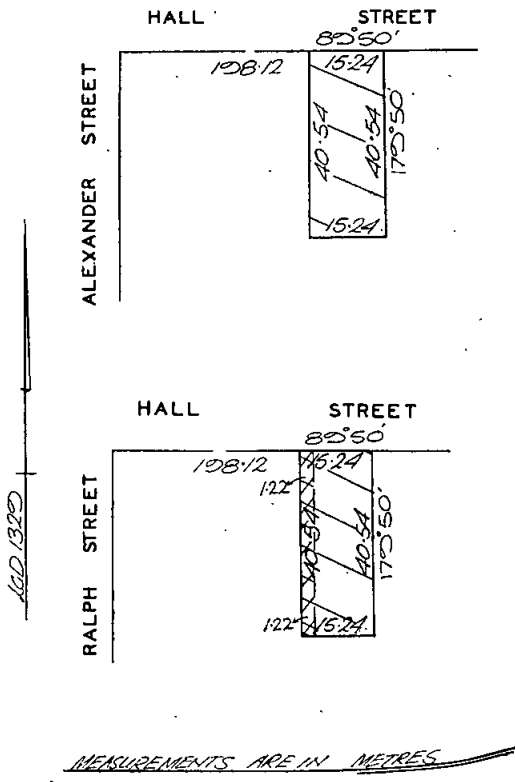 HALL STREET
89°50'
198·12
15·24
ALEXANDER STREET
40·54
40·54
179°50'
15·24
HALL STREET
89°50'
198·12
15·24
1·22
RALPH STREET
40·54
40·54
179°50'
1·22
15·24
LGD 1329
MEASUREMENTS ARE IN METRES